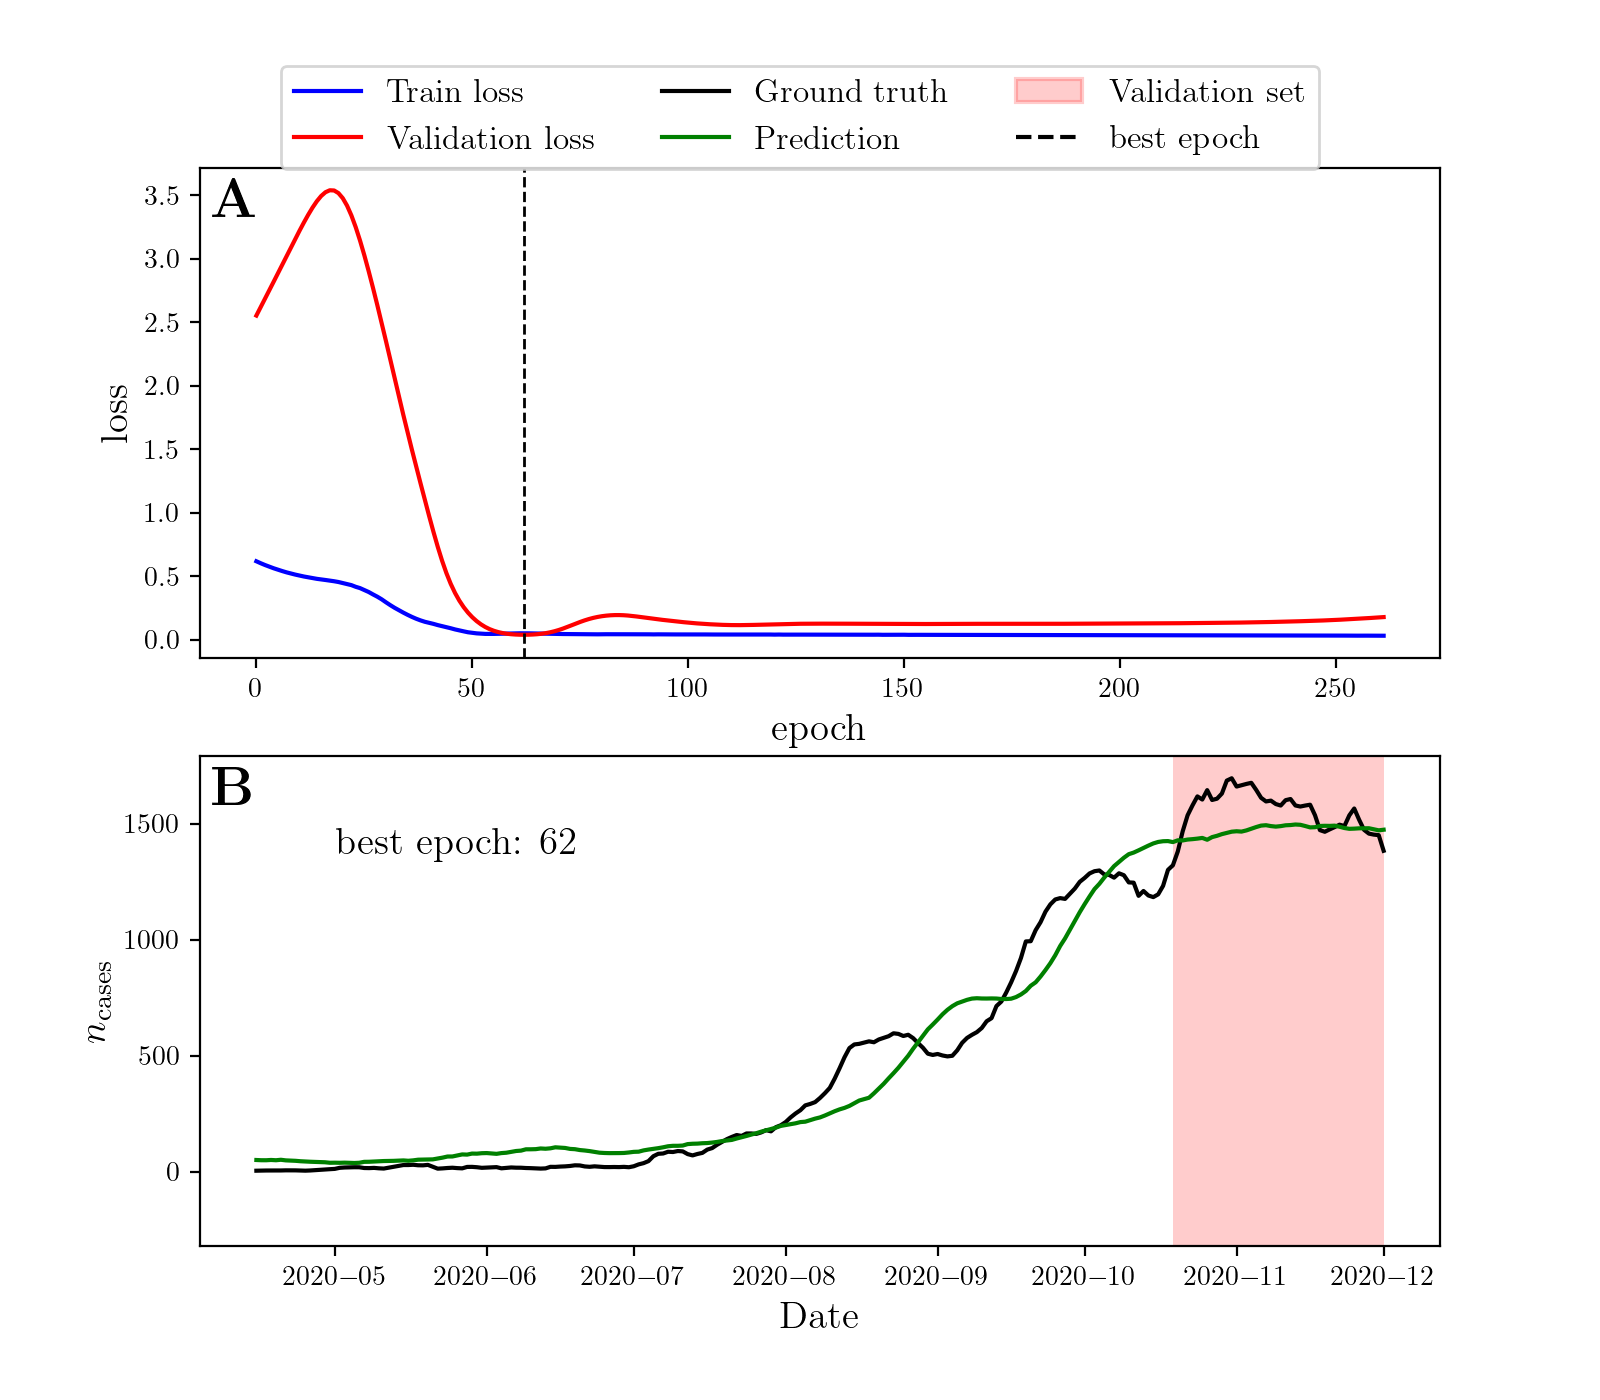 Train loss
Validation loss
Ground truth
Prediction
Validation set
best epoch
A
3.5
3.0
2.5
2.0
1.5
1.0
0.5
0.0
loss
0 50 100 150 200 250
epoch
B
best epoch: 62
1500
1000
500
0
n_cases
2020–05 2020–06 2020–07 2020–08 2020–09 2020–10 2020–11 2020–12
Date